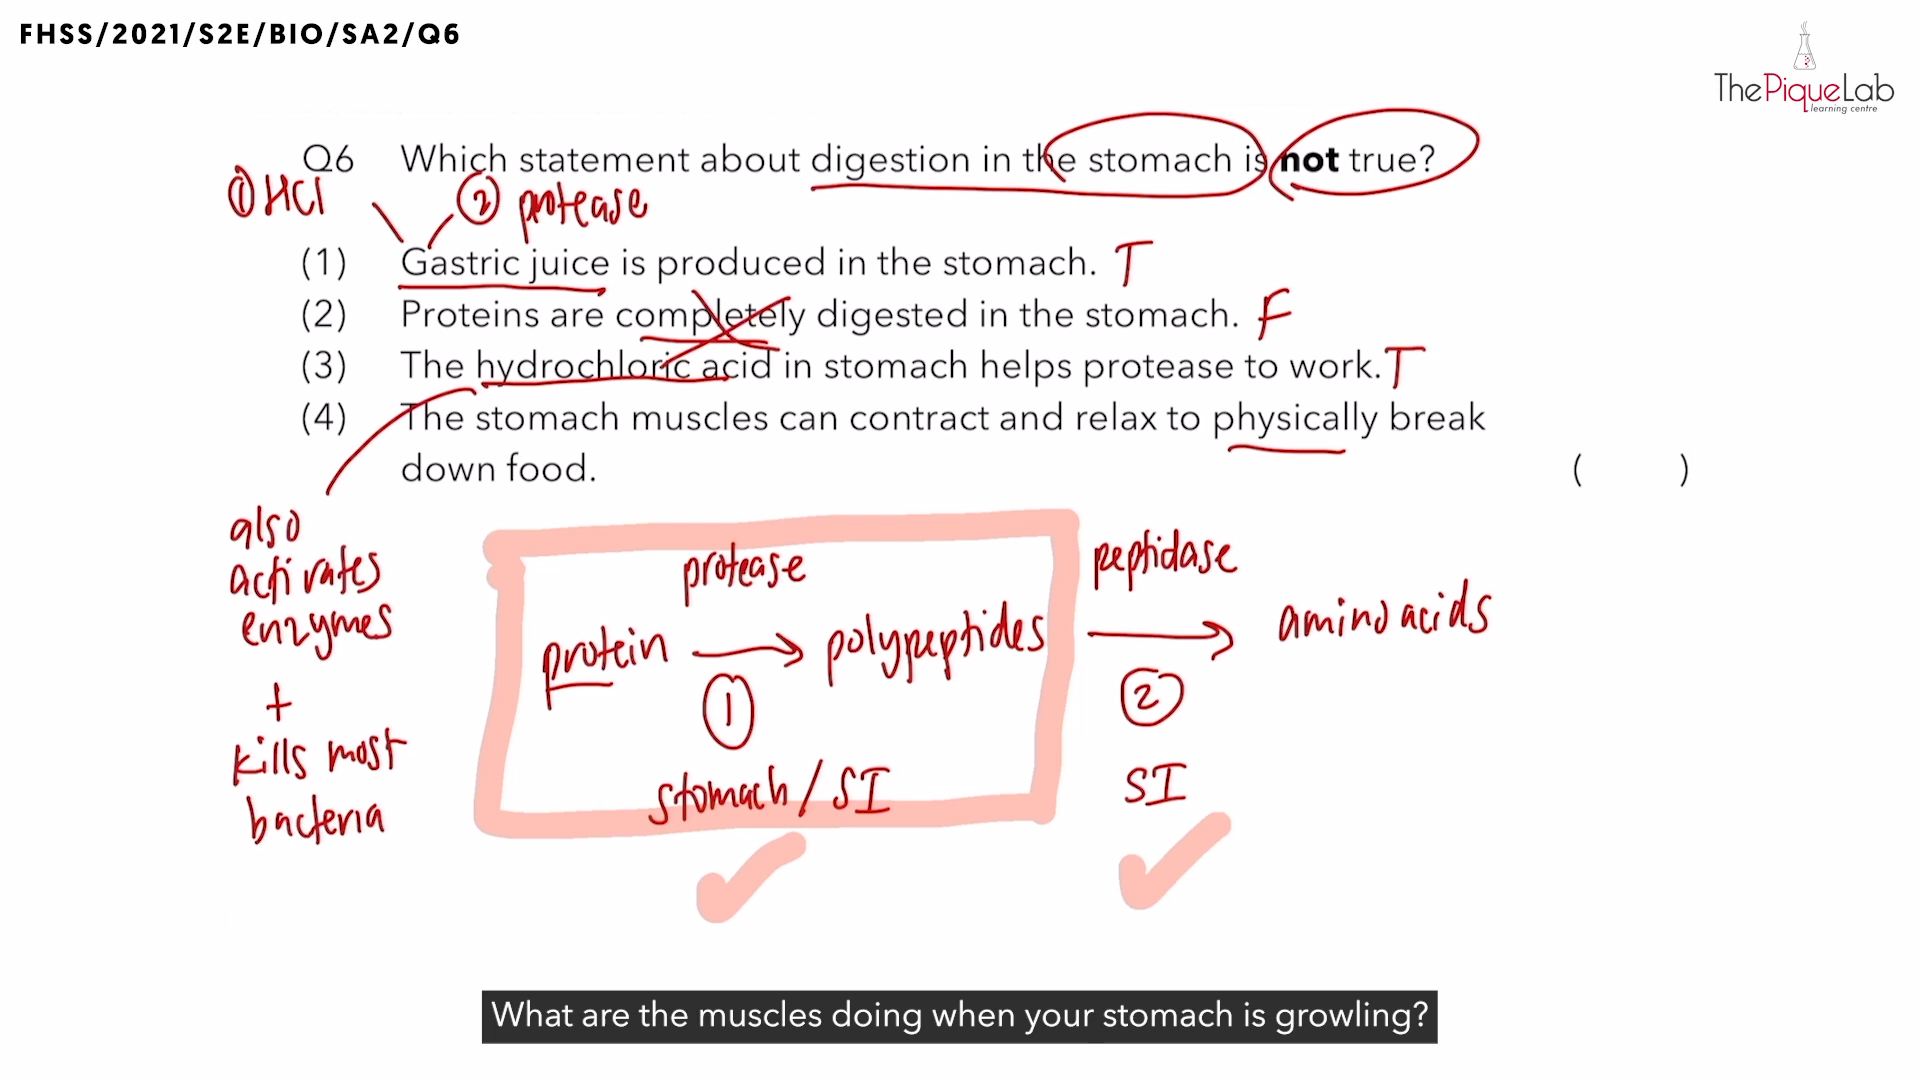 FHSS/2021/S2E/BIO/SA2/Q6
ThePiqueLab
learning centre
Q6 Which statement about digestion in the stomach is not true?
① HCl
② protease
(1) Gastric juice is produced in the stomach. T
(2) Proteins are completely digested in the stomach. F
(3) The hydrochloric acid in stomach helps protease to work. T
(4) The stomach muscles can contract and relax to physically break
down food. ( )
also
activates
enzymes
+
kills most
bacteria
protease
peptidase
protein → polypeptides → amino acids
① ②
stomach / SI SI
What are the muscles doing when your stomach is growling?